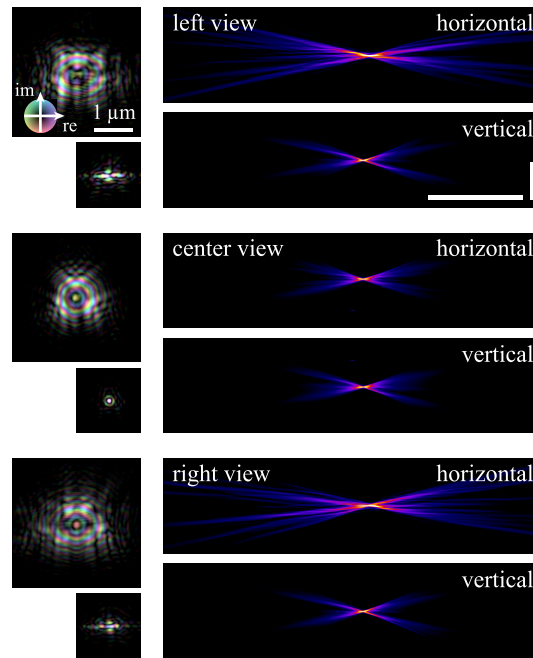 left view
horizontal
im
re
1 µm
vertical
center view
horizontal
vertical
right view
horizontal
vertical